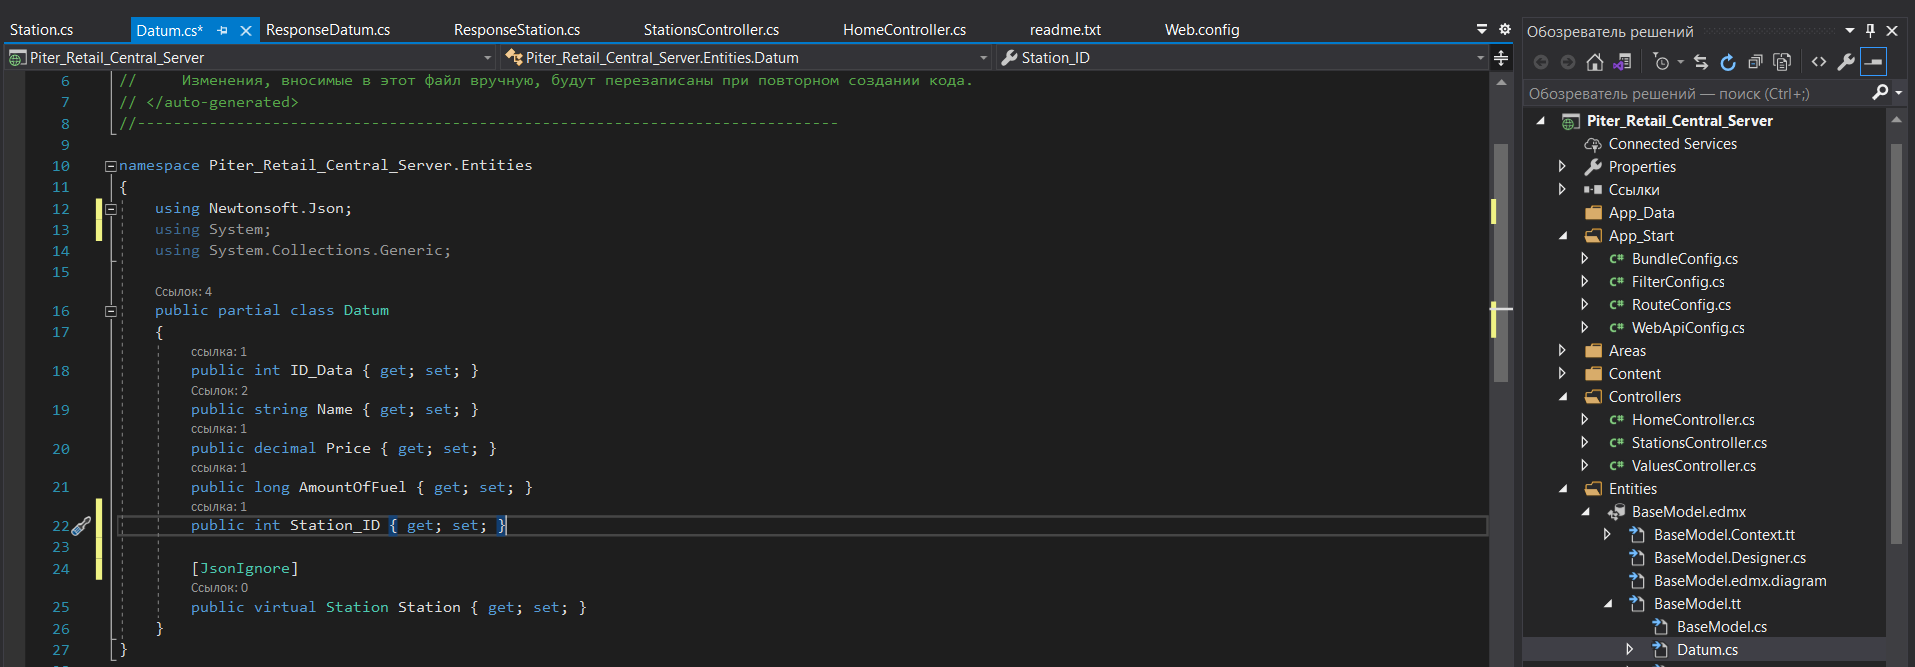 Station.cs
Datum.cs*
ResponseDatum.cs
ResponseStation.cs
StationsController.cs
HomeController.cs
readme.txt
Web.config
Piter_Retail_Central_Server
Piter_Retail_Central_Server.Entities.Datum
Station_ID
6 // Изменения, вносимые в этот файл вручную, будут перезаписаны при повторном создании кода.
7 // </auto-generated>
8 //------------------------------------------------------------------------------
9
10 namespace Piter_Retail_Central_Server.Entities
11 {
12 using Newtonsoft.Json;
13 using System;
14 using System.Collections.Generic;
15
Ссылок: 4
16 public partial class Datum
17 {
ссылка: 1
18 public int ID_Data { get; set; }
Ссылок: 2
19 public string Name { get; set; }
ссылка: 1
20 public decimal Price { get; set; }
ссылка: 1
21 public long AmountOfFuel { get; set; }
ссылка: 1
22 public int Station_ID { get; set; }
23
24 [JsonIgnore]
Ссылок: 0
25 public virtual Station Station { get; set; }
26 }
27 }
Обозреватель решений
Обозреватель решений — поиск (Ctrl+;)
Piter_Retail_Central_Server
Connected Services
Properties
Ссылки
App_Data
App_Start
C# BundleConfig.cs
C# FilterConfig.cs
C# RouteConfig.cs
C# WebApiConfig.cs
Areas
Content
Controllers
C# HomeController.cs
C# StationsController.cs
C# ValuesController.cs
Entities
BaseModel.edmx
BaseModel.Context.tt
BaseModel.Designer.cs
BaseModel.edmx.diagram
BaseModel.tt
BaseModel.cs
Datum.cs